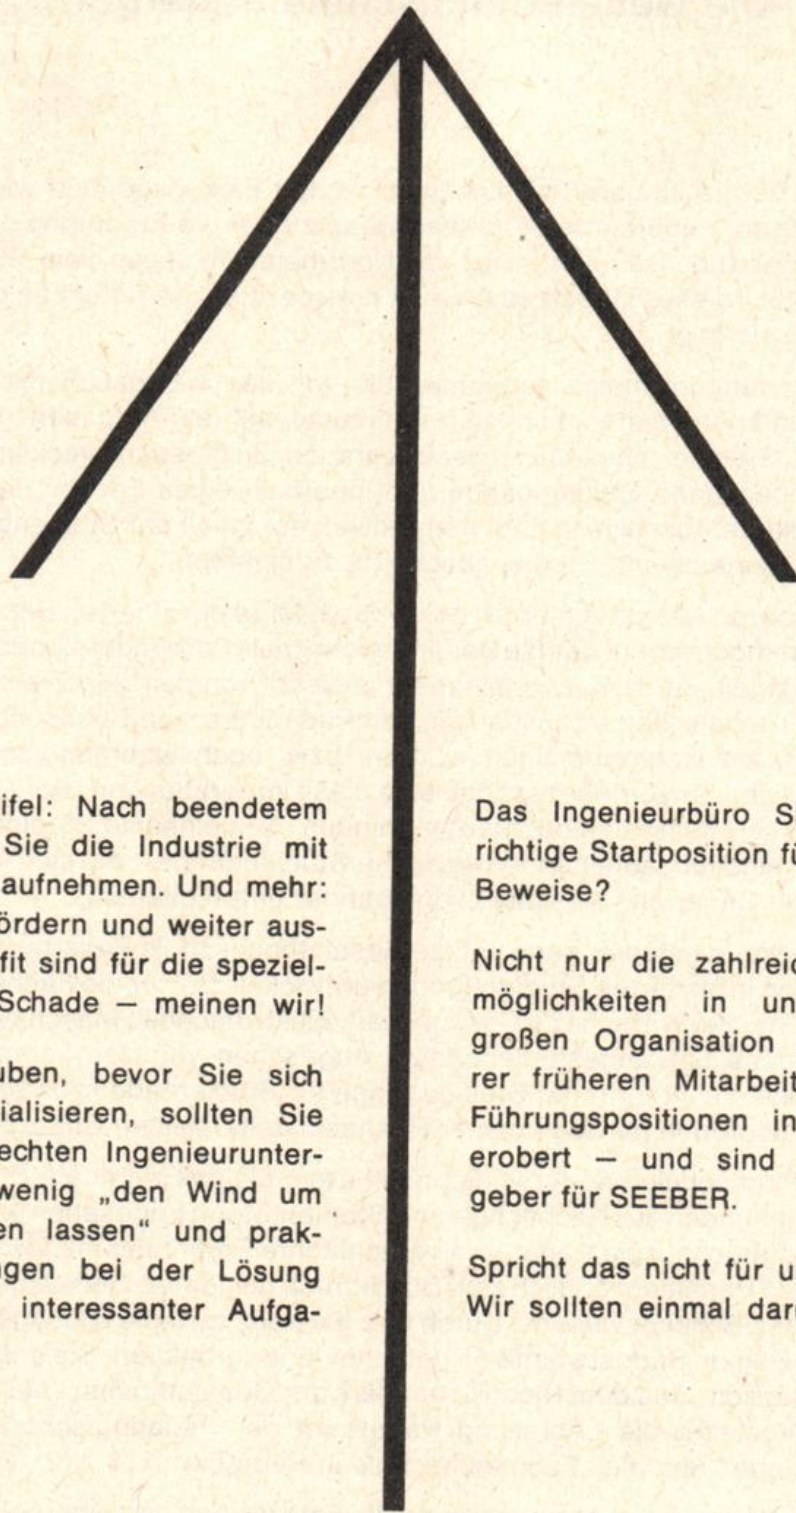 ifel: Nach beendetem
Sie die Industrie mit
aufnehmen. Und mehr:
ördern und weiter aus-
fit sind für die speziel-
Schade — meinen wir!
uben, bevor Sie sich
ialisieren, sollten Sie
echten Ingenieurunter-
wenig „den Wind um
en lassen“ und prak-
ngen bei der Lösung
interessanter Aufga-
Das Ingenieurbüro S
richtige Startposition fü
Beweise?
Nicht nur die zahlreic
möglichkeiten in un
großen Organisation
rer früheren Mitarbeit
Führungspositionen in
erobert — und sind
geber für SEEBER.
Spricht das nicht für u
Wir sollten einmal dar